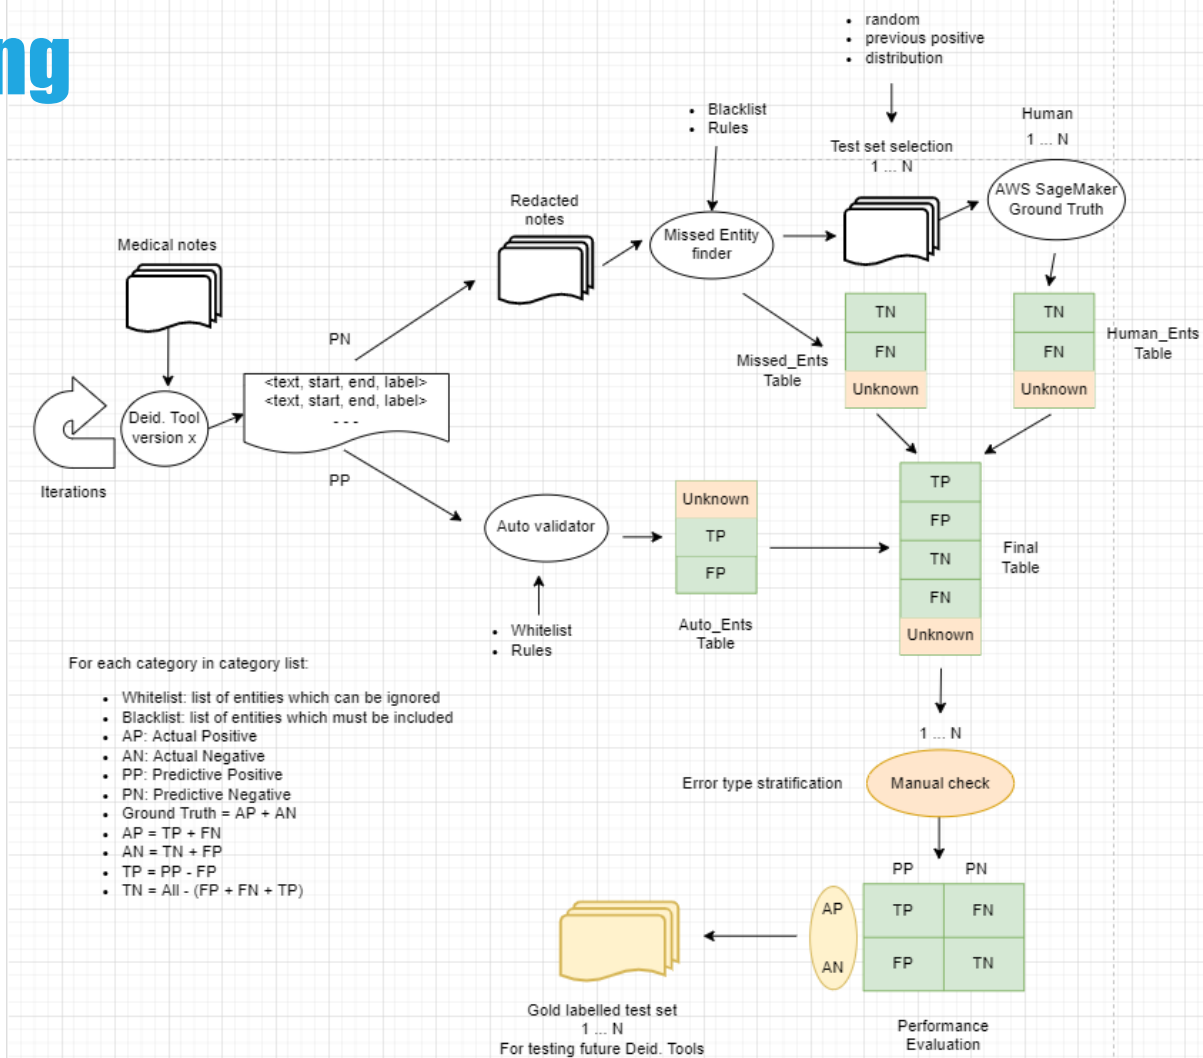 ng
• random
• previous positive
• distribution
• Blacklist
• Rules
Human
1 ... N
Test set selection
1 ... N
AWS SageMaker
Ground Truth
Redacted
notes
Missed Entity
finder
Medical notes
PN
TN
FN
Unknown
Missed_Ents
Table
TN
FN
Unknown
Human_Ents
Table
<text, start, end, label>
<text, start, end, label>
- - -
Deid. Tool
version x
Iterations
PP
Auto validator
• Whitelist
• Rules
Unknown
TP
FP
Auto_Ents
Table
TP
FP
TN
FN
Unknown
Final
Table
For each category in category list:
• Whitelist: list of entities which can be ignored
• Blacklist: list of entities which must be included
• AP: Actual Positive
• AN: Actual Negative
• PP: Predictive Positive
• PN: Predictive Negative
• Ground Truth = AP + AN
• AP = TP + FN
• AN = TN + FP
• TP = PP - FP
• TN = All - (FP + FN + TP)
1 ... N
Error type stratification
Manual check
PP PN
AP TP FN
AN FP TN
Performance
Evaluation
Gold labelled test set
1 ... N
For testing future Deid. Tools